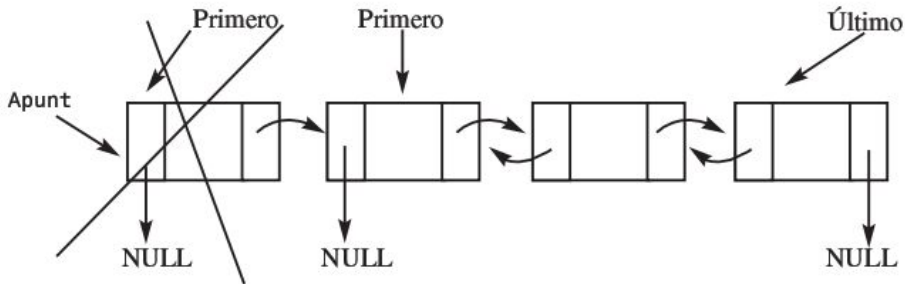 Primero
Primero
Último
Apunt
NULL
NULL
NULL